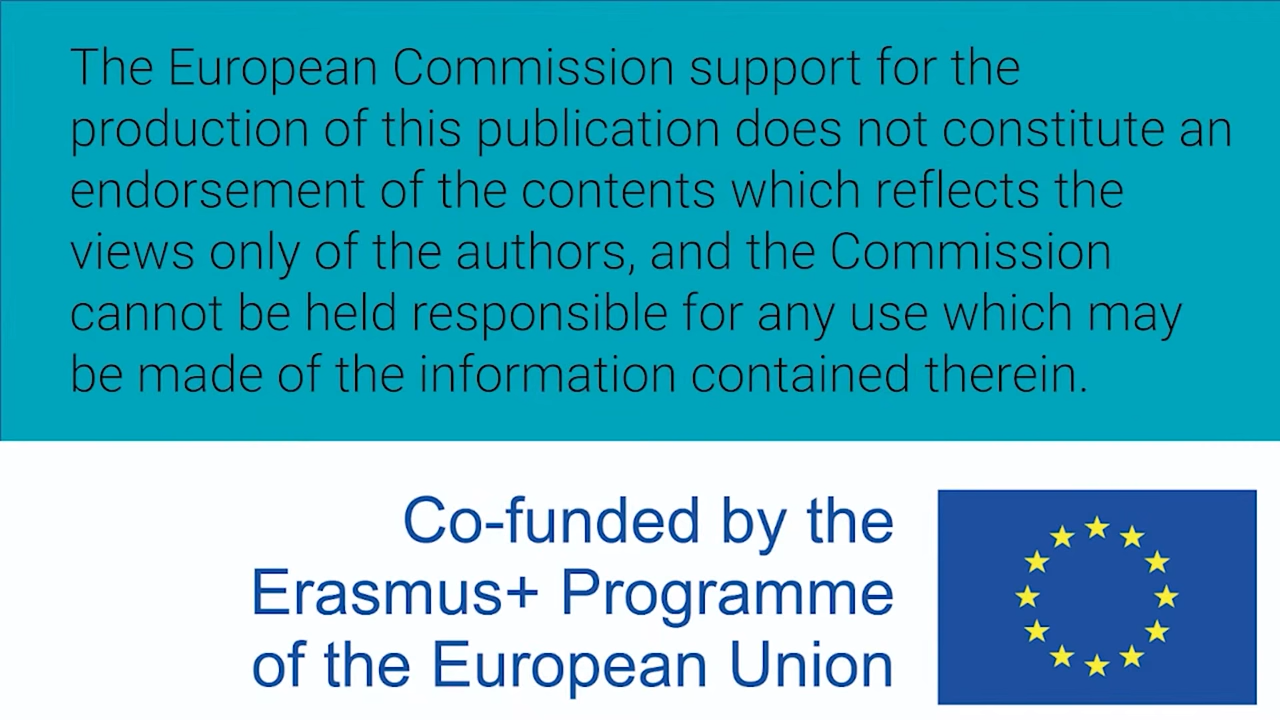 The European Commission support for the
production of this publication does not constitute an
endorsement of the contents which reflects the
views only of the authors, and the Commission
cannot be held responsible for any use which may
be made of the information contained therein.
Co-funded by the
Erasmus+ Programme
of the European Union